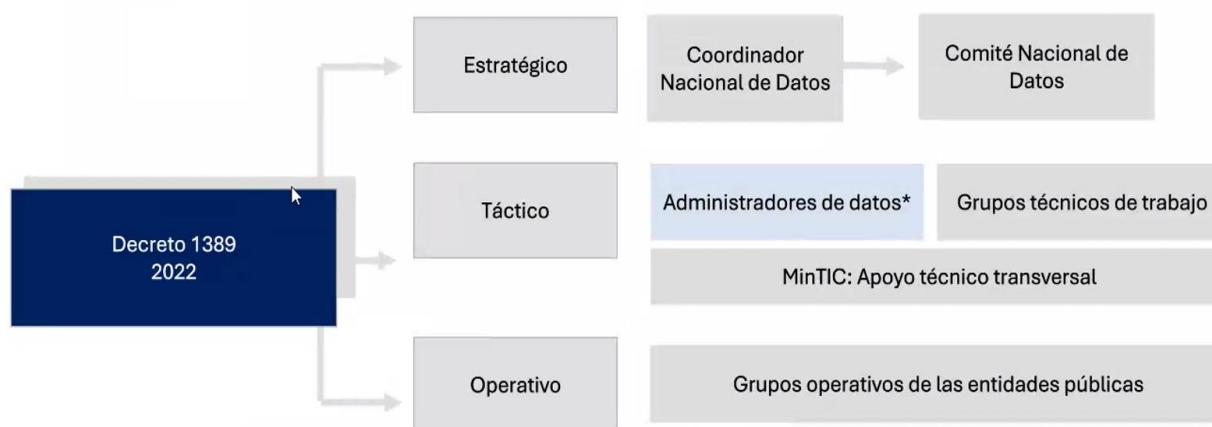 Estratégico
Coordinador
Nacional de Datos
Comité Nacional de
Datos
Decreto 1389
2022
Táctico
Administradores de datos*
Grupos técnicos de trabajo
MinTIC: Apoyo técnico transversal
Operativo
Grupos operativos de las entidades públicas